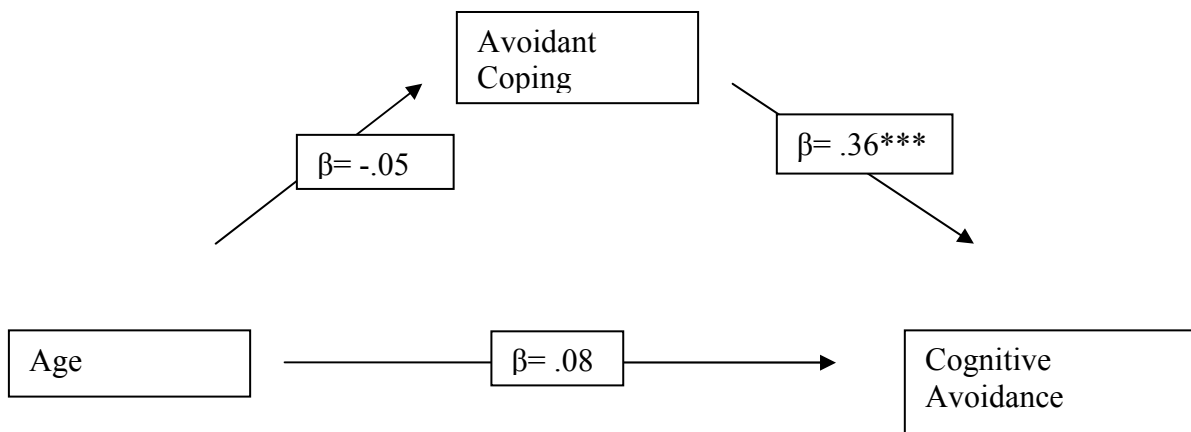 Avoidant
Coping
β= -.05
β= .36***
Age
β= .08
Cognitive
Avoidance